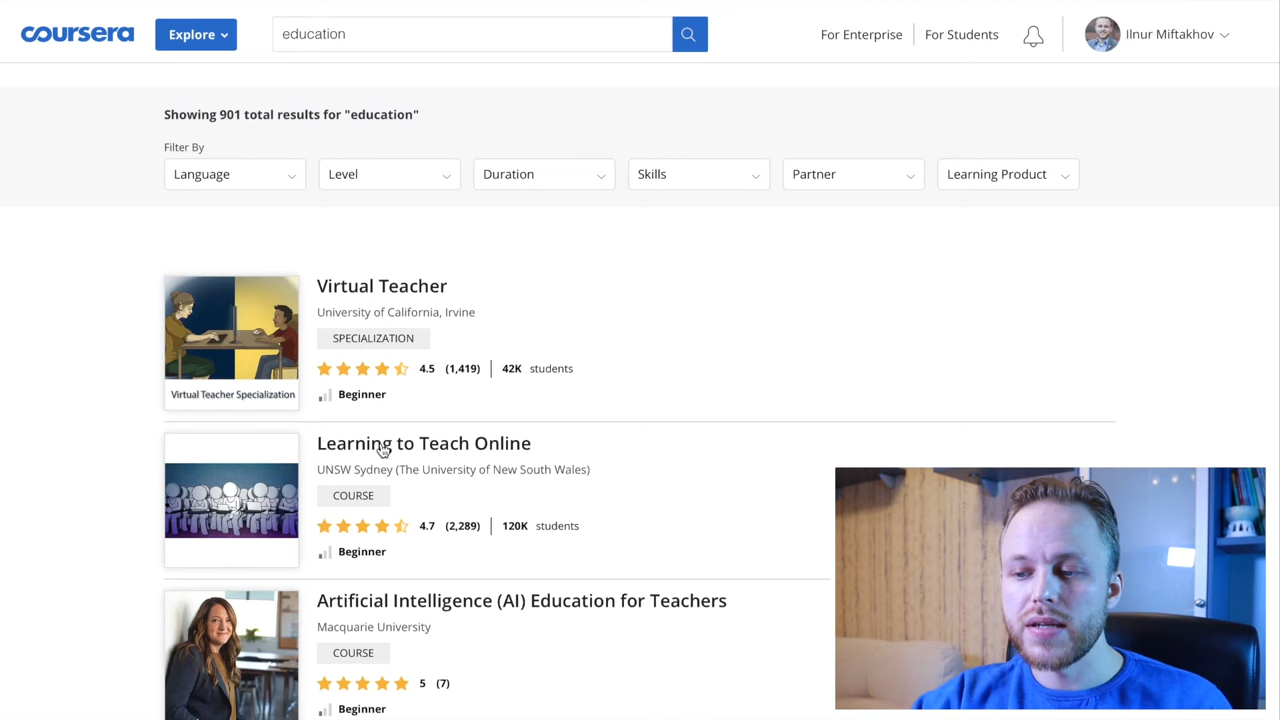 coursera
Explore
education
For Enterprise
For Students
Ilnur Miftakhov
Showing 901 total results for "education"
Filter By
Language
Level
Duration
Skills
Partner
Learning Product
Virtual Teacher
University of California, Irvine
SPECIALIZATION
4.5 (1,419) 42K students
Virtual Teacher Specialization
Beginner
Learning to Teach Online
UNSW Sydney (The University of New South Wales)
COURSE
4.7 (2,289) 120K students
Beginner
Artificial Intelligence (AI) Education for Teachers
Macquarie University
COURSE
5 (7)
Beginner